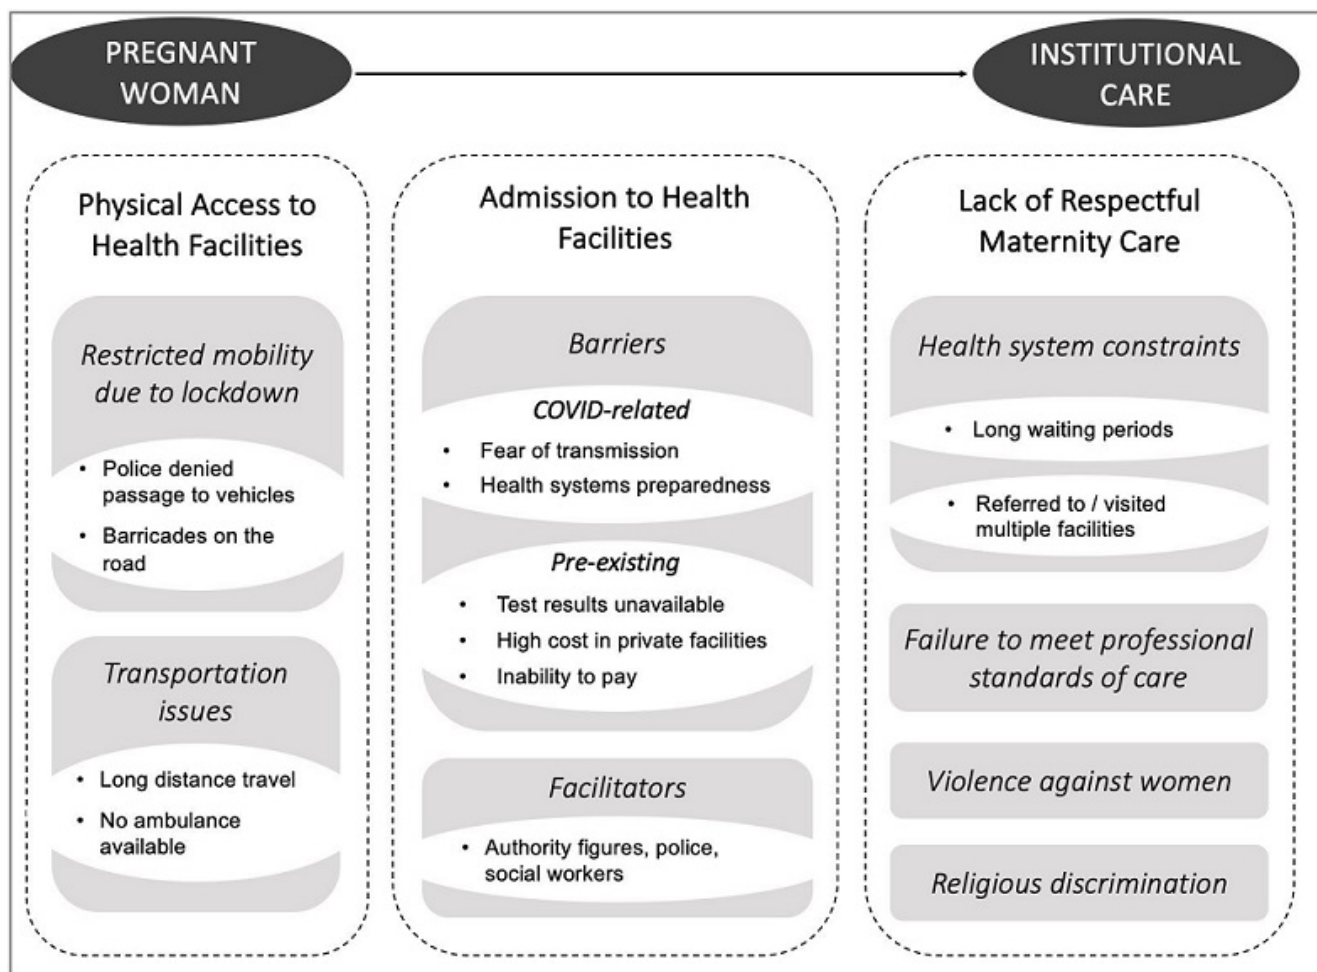 PREGNANT
WOMAN
INSTITUTIONAL
CARE
Physical Access to
Health Facilities
Restricted mobility
due to lockdown
• Police denied
passage to vehicles
• Barricades on the
road
Transportation
issues
• Long distance travel
• No ambulance
available
Admission to Health
Facilities
Barriers
COVID-related
• Fear of transmission
• Health systems preparedness
Pre-existing
• Test results unavailable
• High cost in private facilities
• Inability to pay
Facilitators
• Authority figures, police,
social workers
Lack of Respectful
Maternity Care
Health system constraints
• Long waiting periods
• Referred to / visited
multiple facilities
Failure to meet professional
standards of care
Violence against women
Religious discrimination